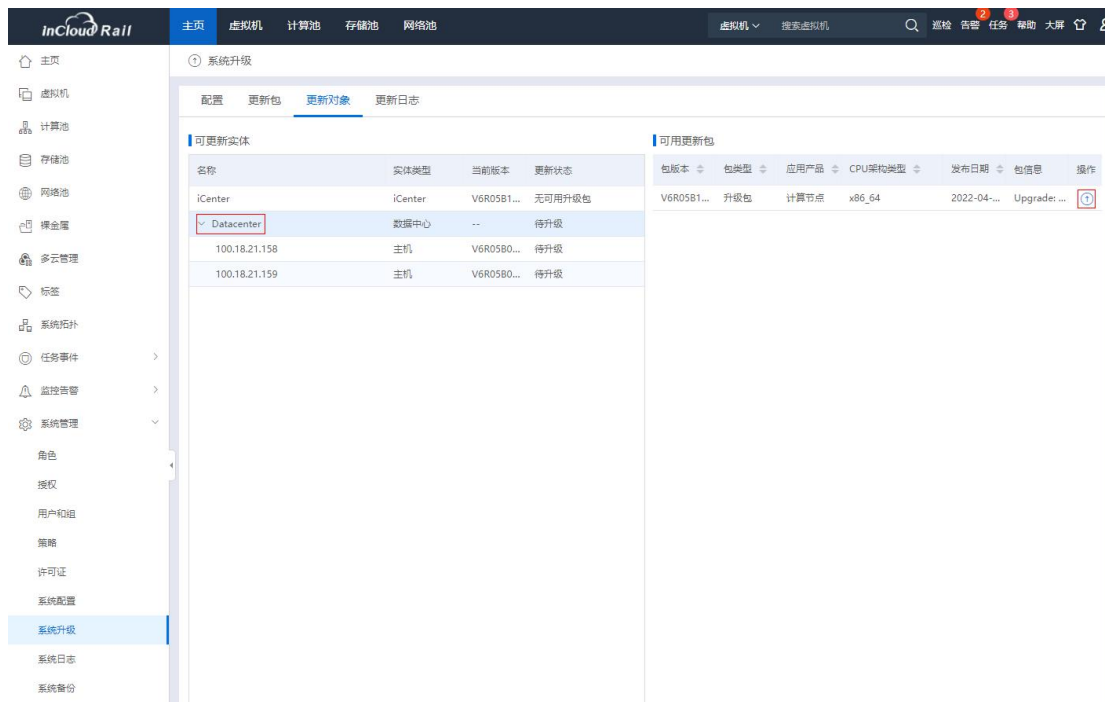 InCloud Rail
主页 虚拟机 计算池 存储池 网络池 虚拟机 搜索虚拟机 巡检 告警 2 任务 3 帮助 大屏
主页
虚拟机
计算池
存储池
网络池
裸金属
多云管理
标签
系统拓扑
任务事件
监控告警
系统管理
角色
授权
用户和组
策略
许可证
系统配置
系统升级
系统日志
系统备份
系统升级
配置 更新包 更新对象 更新日志
可更新实体
名称 实体类型 当前版本 更新状态
iCenter iCenter V6R05B1... 无可用升级包
Datacenter 数据中心 -- 待升级
100.18.21.158 主机 V6R05B0... 待升级
100.18.21.159 主机 V6R05B0... 待升级
可用更新包
包版本 包类型 应用产品 CPU架构类型 发布日期 包信息 操作
V6R05B1... 升级包 计算节点 x86_64 2022-04-... Upgrade: ...